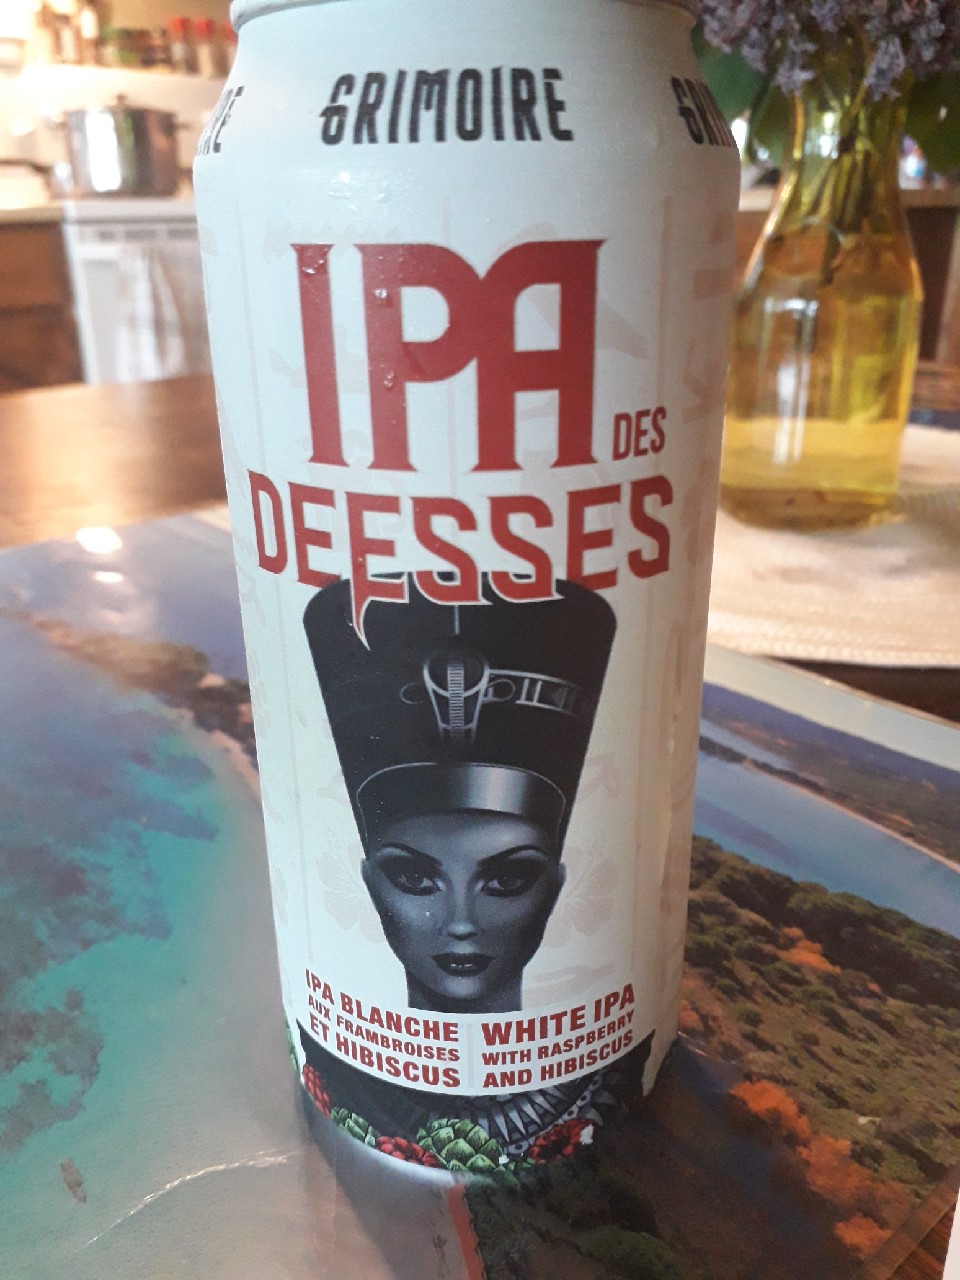 GRIMOIRE
IPA DES
DEESSES
IPA BLANCHE
AUX FRAMBROISES
ET HIBISCUS
WHITE IPA
WITH RASPBERRY
AND HIBISCUS